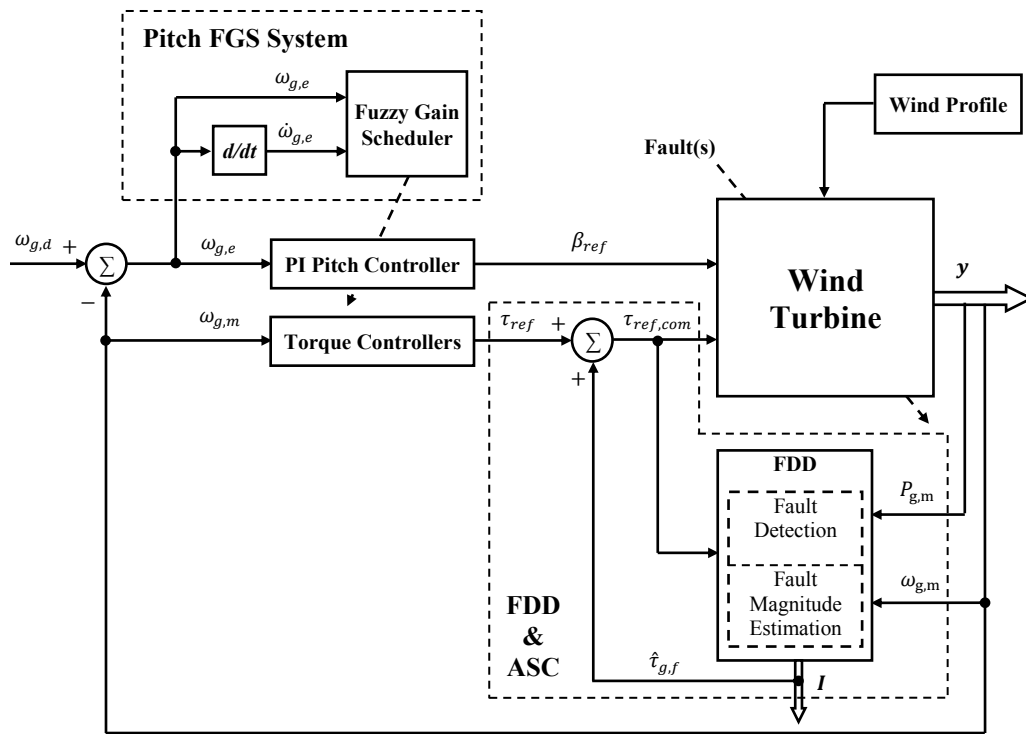 Pitch FGS System
ω_{g,e}
Fuzzy Gain
Scheduler
d/dt
ω̇_{g,e}
Wind Profile
Fault(s)
ω_{g,d}
+
∑
−
ω_{g,e}
PI Pitch Controller
β_{ref}
Wind
Turbine
y
ω_{g,m}
Torque Controllers
τ_{ref}
+
∑
+
τ_{ref,com}
FDD
Fault
Detection
P_{g,m}
Fault
Magnitude
Estimation
ω_{g,m}
FDD
&
ASC
τ̂_{g,f}
I